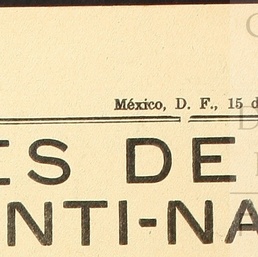 México, D. F., 15 d
ES DE
NTI-NA